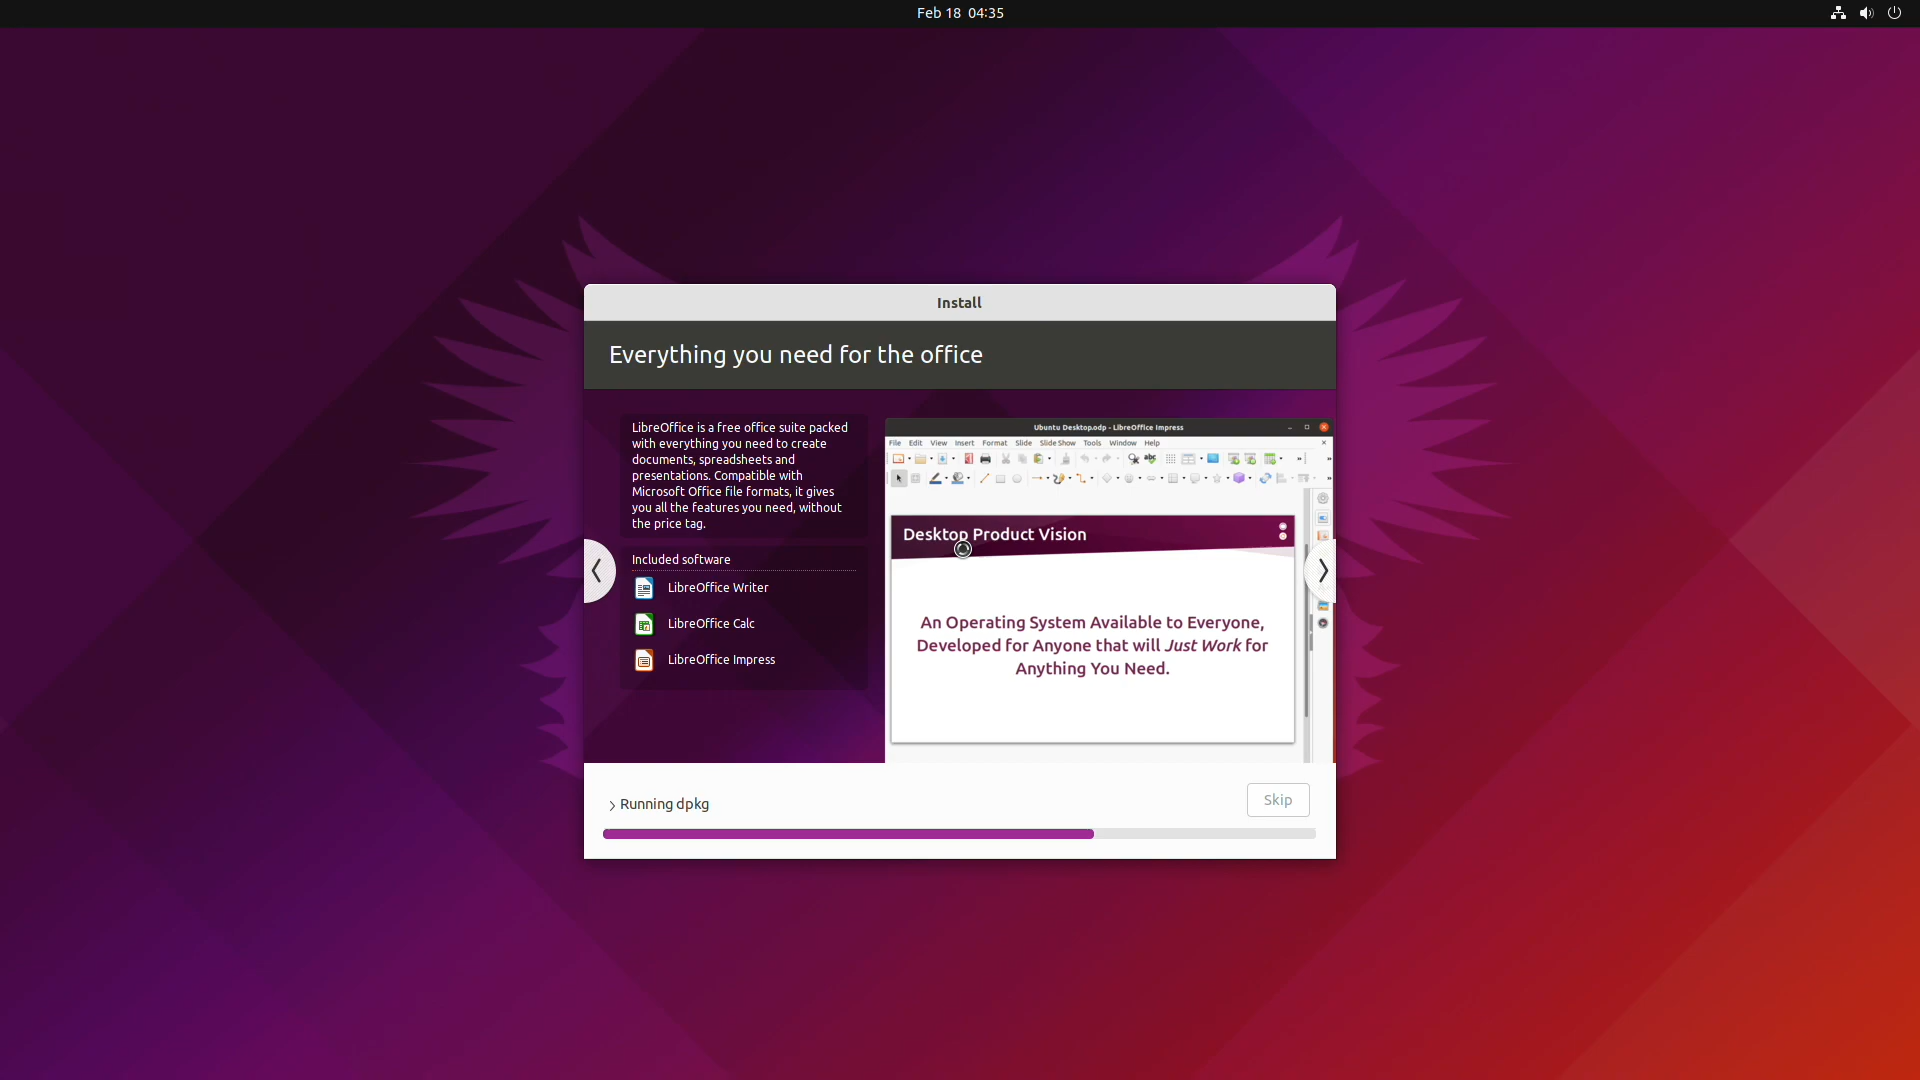 Feb 18 04:35
Install
Everything you need for the office
LibreOffice is a free office suite packed
with everything you need to create
documents, spreadsheets and
presentations. Compatible with
Microsoft Office file formats, it gives
you all the features you need, without
the price tag.
Included software
LibreOffice Writer
LibreOffice Calc
LibreOffice Impress
Ubuntu Desktop.odp - LibreOffice Impress
File Edit View Insert Format Slide Slide Show Tools Window Help
Desktop Product Vision
An Operating System Available to Everyone,
Developed for Anyone that will Just Work for
Anything You Need.
Running dpkg
Skip